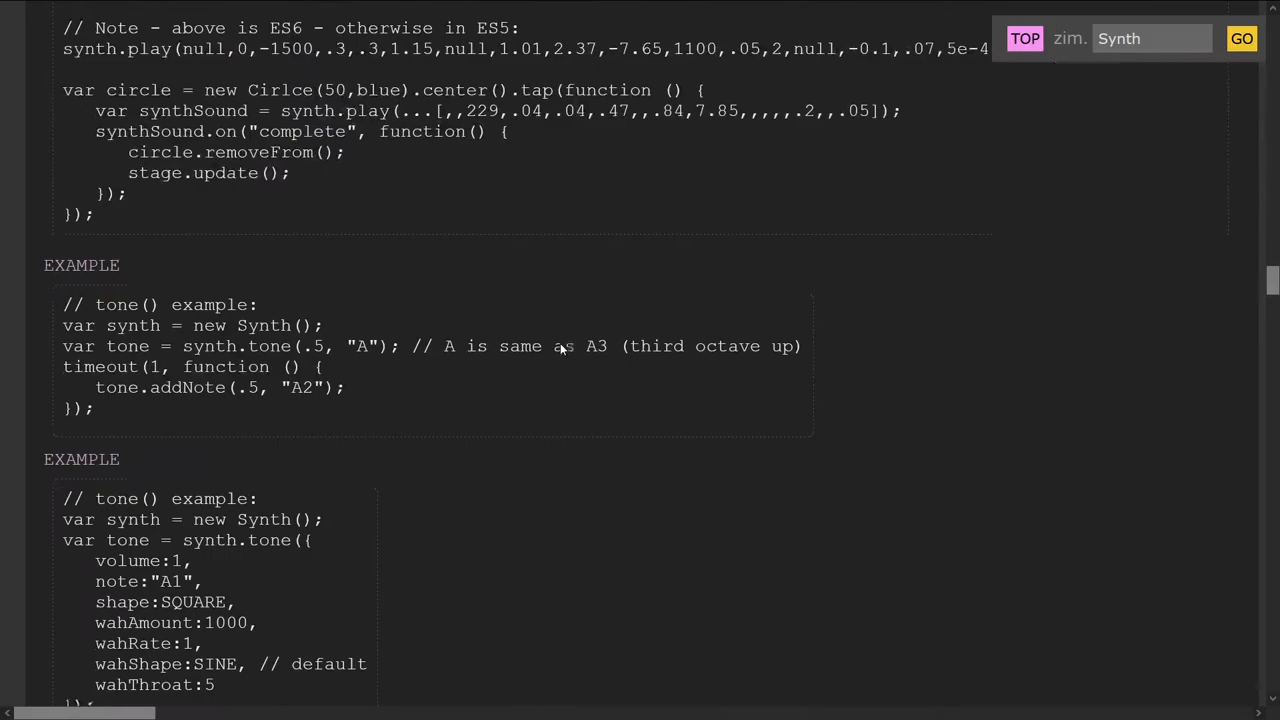 // Note - above is ES6 - otherwise in ES5:
synth.play(null,0,-1500,.3,.3,1.15,null,1.01,2.37,-7.65,1100,.05,2,null,-0.1,.07,5e-4
TOP zim. Synth GO
var circle = new Cirlce(50,blue).center().tap(function () {
var synthSound = synth.play(...[,,229,.04,.04,.47,,.84,7.85,,,,,.2,,.05]);
synthSound.on("complete", function() {
circle.removeFrom();
stage.update();
});
});
EXAMPLE
// tone() example:
var synth = new Synth();
var tone = synth.tone(.5, "A"); // A is same as A3 (third octave up)
timeout(1, function () {
tone.addNote(.5, "A2");
});
EXAMPLE
// tone() example:
var synth = new Synth();
var tone = synth.tone({
volume:1,
note:"A1",
shape:SQUARE,
wahAmount:1000,
wahRate:1,
wahShape:SINE, // default
wahThroat:5
});